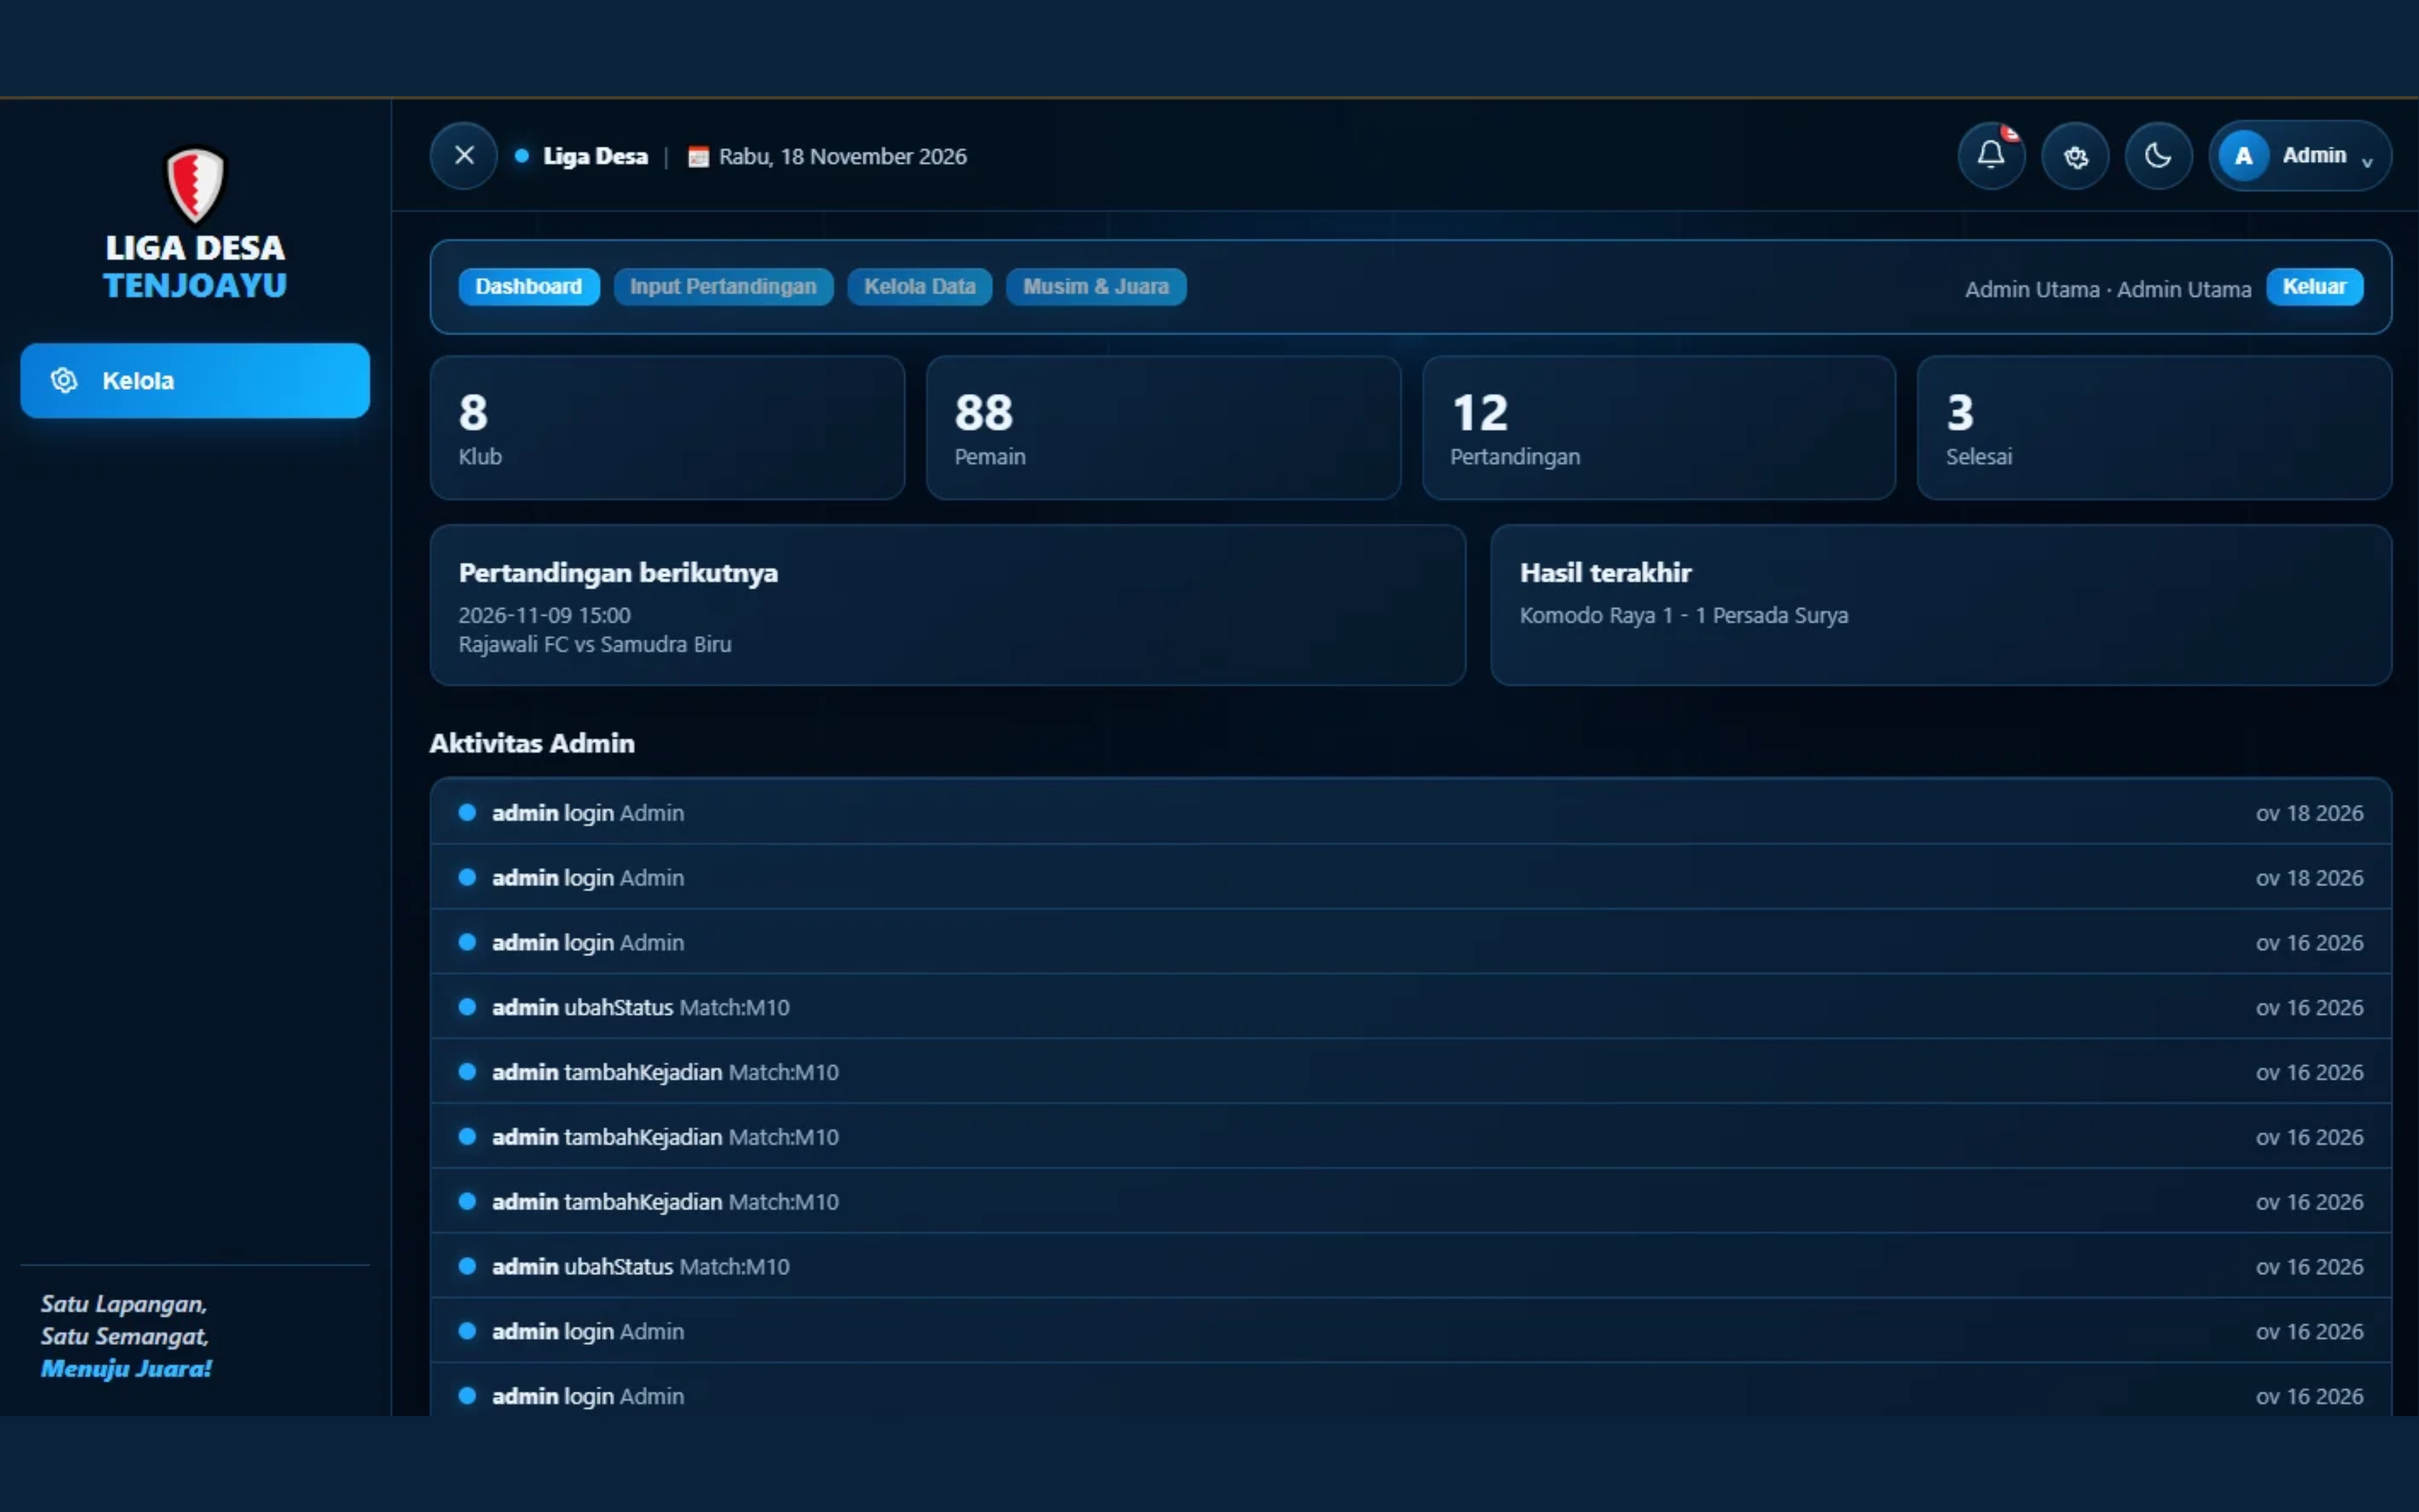 LIGA DESA
TENJOAYU
Kelola
Satu Lapangan,
Satu Semangat,
Menuju Juara!
Liga Desa | Rabu, 18 November 2026
A Admin
Dashboard Input Pertandingan Kelola Data Musim & Juara Admin Utama · Admin Utama Keluar
8
Klub
88
Pemain
12
Pertandingan
3
Selesai
Pertandingan berikutnya
2026-11-09 15:00
Rajawali FC vs Samudra Biru
Hasil terakhir
Komodo Raya 1 - 1 Persada Surya
Aktivitas Admin
admin login Admin ov 18 2026
admin login Admin ov 18 2026
admin login Admin ov 16 2026
admin ubahStatus Match:M10 ov 16 2026
admin tambahKejadian Match:M10 ov 16 2026
admin tambahKejadian Match:M10 ov 16 2026
admin tambahKejadian Match:M10 ov 16 2026
admin ubahStatus Match:M10 ov 16 2026
admin login Admin ov 16 2026
admin login Admin ov 16 2026